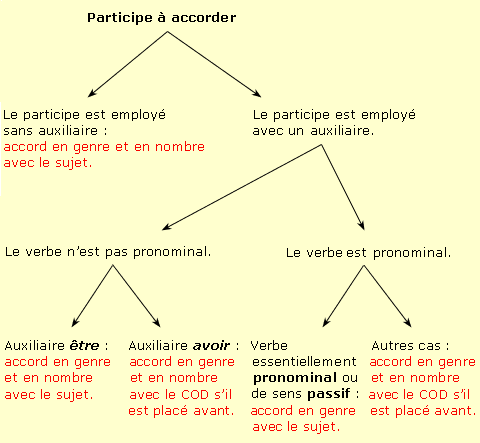 Participe à accorder
Le participe est employé
sans auxiliaire :
accord en genre et en nombre
avec le sujet.
Le participe est employé
avec un auxiliaire.
Le verbe n'est pas pronominal.
Le verbe est pronominal.
Auxiliaire être :
accord en genre
et en nombre
avec le sujet.
Auxiliaire avoir :
accord en genre
et en nombre
avec le COD s'il
est placé avant.
Verbe
essentiellement
pronominal ou
de sens passif :
accord en genre
avec le sujet.
Autres cas :
accord en genre
et en nombre
avec le COD s'il
est placé avant.